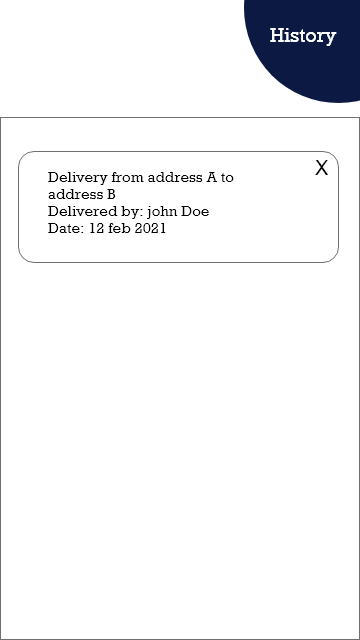 History
X
Delivery from address A to
address B
Delivered by: john Doe
Date: 12 feb 2021